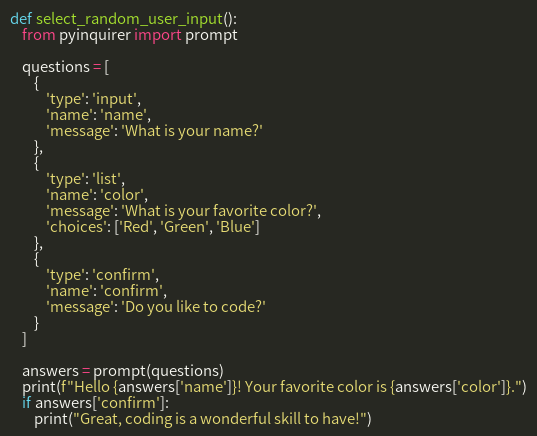 def select_random_user_input():
    from pyinquirer import prompt

    questions = [
        {
            'type': 'input',
            'name': 'name',
            'message': 'What is your name?'
        },
        {
            'type': 'list',
            'name': 'color',
            'message': 'What is your favorite color?',
            'choices': ['Red', 'Green', 'Blue']
        },
        {
            'type': 'confirm',
            'name': 'confirm',
            'message': 'Do you like to code?'
        }
    ]

    answers = prompt(questions)
    print(f"Hello {answers['name']}! Your favorite color is {answers['color']}.")
    if answers['confirm']:
        print("Great, coding is a wonderful skill to have!")